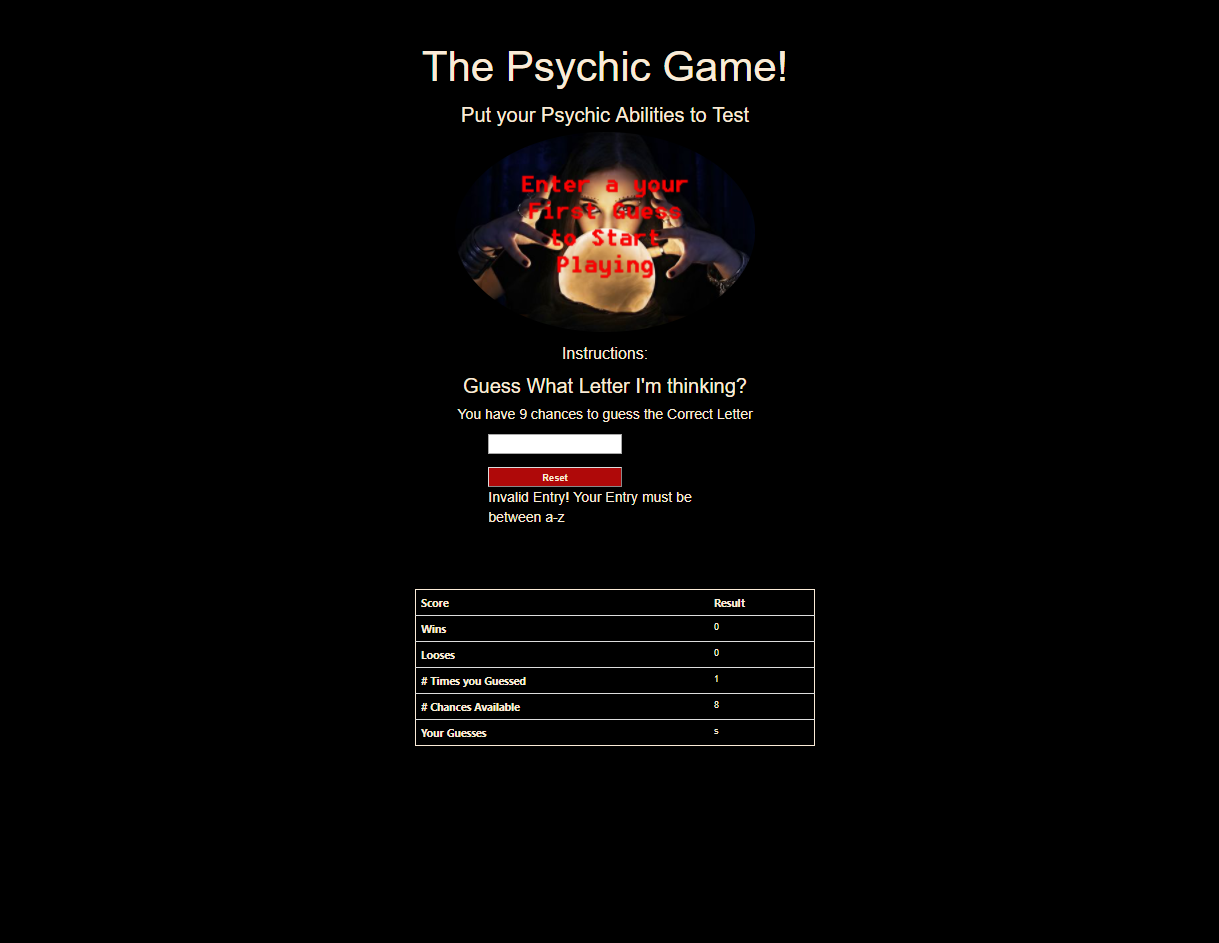 The Psychic Game!
Put your Psychic Abilities to Test
Enter a your
First Guess
to Start
Playing
Instructions:
Guess What Letter I'm thinking?
You have 9 chances to guess the Correct Letter
Reset
Invalid Entry! Your Entry must be
between a-z
Score Result
Wins 0
Looses 0
# Times you Guessed 1
# Chances Available 8
Your Guesses s